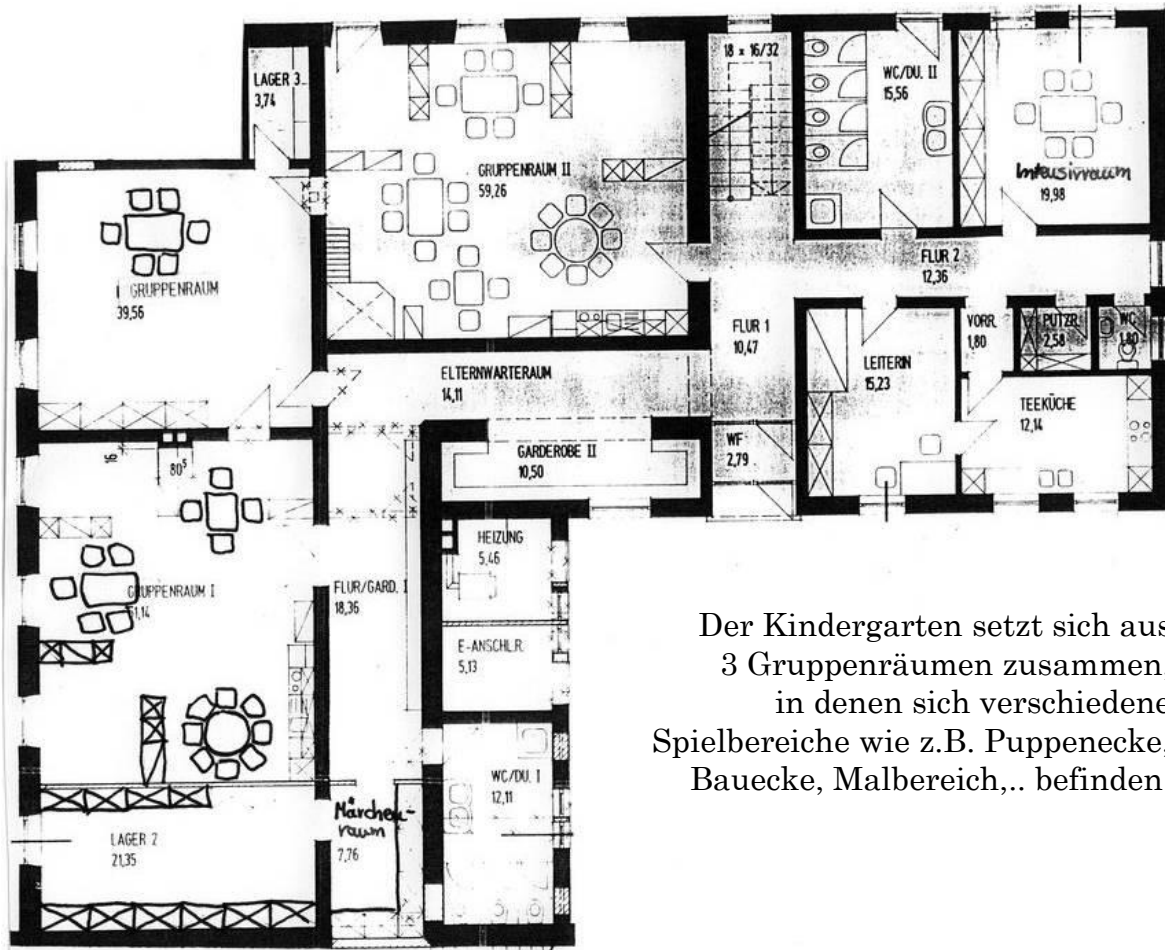 18 x 16/32
LAGER 3
3,74
WC/DU. II
15,56
Intensivraum
19,98
GRUPPENRAUM II
59,26
GRUPPENRAUM
39,56
FLUR 2
12,36
FLUR 1
10,47
VORR.
1,80
PUTZR.
2,58
WC
1,80
LEITERIN
15,23
ELTERNWARTERAUM
14,11
TEEKÜCHE
12,14
WF
2,79
GARDEROBE II
10,50
16
80⁵
HEIZUNG
5,46
GRUPPENRAUM I
FLUR/GARD. I
18,36
E-ANSCHL.R.
5,13
WC/DU. I
12,11
Märchen-
raum
7,76
LAGER 2
21,35
Der Kindergarten setzt sich aus
3 Gruppenräumen zusammen,
in denen sich verschiedene
Spielbereiche wie z.B. Puppenecke,
Bauecke, Malbereich,.. befinden